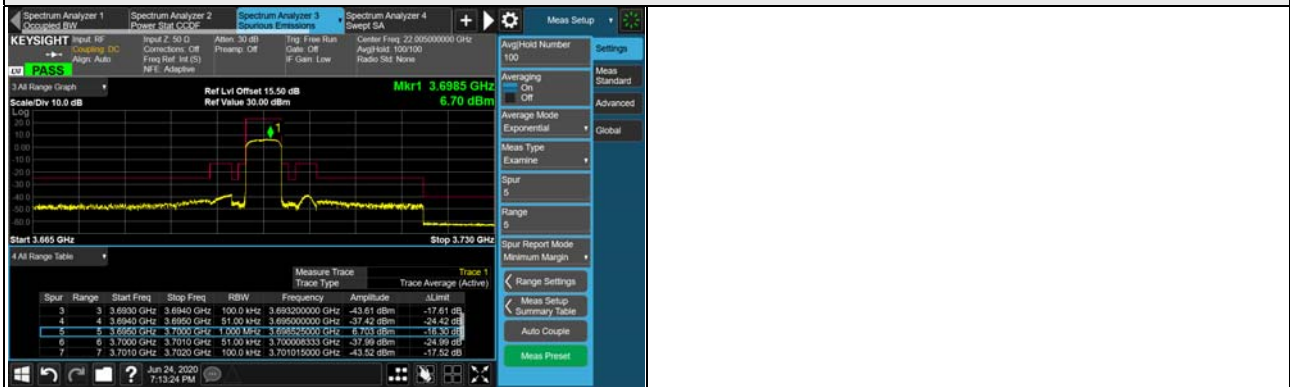 Spectrum Analyzer 1
Occupied BW
Spectrum Analyzer 2
Power Stat CCDF
Spectrum Analyzer 3
Spurious Emissions
Spectrum Analyzer 4
Swept SA
Meas Setup
KEYSIGHT
Input: RF
Coupling: DC
Align: Auto
Input Z: 50 Ω
Corrections: Off
Freq Ref: Int (S)
NFE: Adaptive
Atten: 30 dB
Preamp: Off
Trig: Free Run
Gate: Off
IF Gain: Low
Center Freq: 22.005000000 GHz
Avg|Hold: 100/100
Radio Std: None
PASS
3 All Range Graph
Scale/Div 10.0 dB
Ref Lvl Offset 15.50 dB
Ref Value 30.00 dBm
Mkr1 3.6985 GHz
6.70 dBm
Log
20.0
10.0
0.00
-10.0
-20.0
-30.0
-40.0
-50.0
-60.0
1
Start 3.665 GHz
Stop 3.730 GHz
4 All Range Table
Measure Trace Trace 1
Trace Type Trace Average (Active)
Spur Range Start Freq Stop Freq RBW Frequency Amplitude ΔLimit
3 3 3.6930 GHz 3.6940 GHz 100.0 kHz 3.693200000 GHz -43.61 dBm -17.61 dB
4 4 3.6940 GHz 3.6950 GHz 51.00 kHz 3.695000000 GHz -37.42 dBm -24.42 dB
5 5 3.6950 GHz 3.7000 GHz 1.000 MHz 3.698525000 GHz 6.703 dBm -16.30 dB
6 6 3.7000 GHz 3.7010 GHz 51.00 kHz 3.700008333 GHz -37.99 dBm -24.99 dB
7 7 3.7010 GHz 3.7020 GHz 100.0 kHz 3.701015000 GHz -43.52 dBm -17.52 dB
Jun 24, 2020
7:13:24 PM
Avg|Hold Number
100
Averaging
On
Off
Average Mode
Exponential
Meas Type
Examine
Spur
5
Range
5
Spur Report Mode
Minimum Margin
Range Settings
Meas Setup
Summary Table
Auto Couple
Meas Preset
Settings
Meas
Standard
Advanced
Global